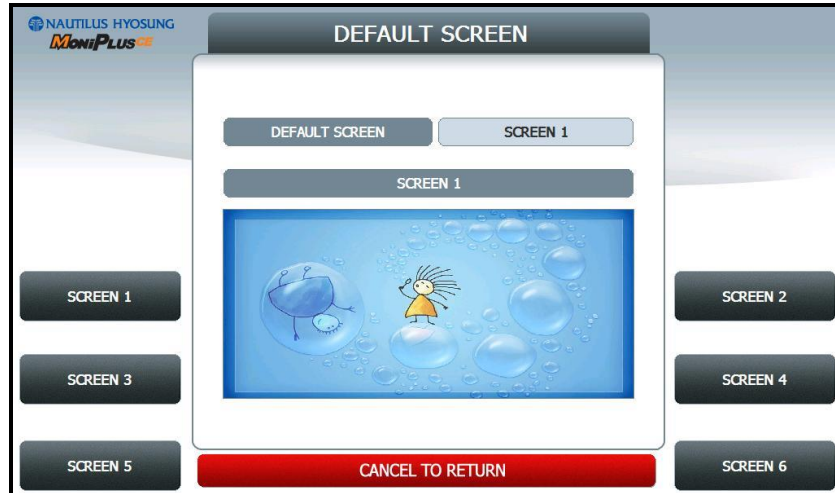 NAUTILUS HYOSUNG
MoniPlusCE
DEFAULT SCREEN
DEFAULT SCREEN
SCREEN 1
SCREEN 1
SCREEN 1
SCREEN 2
SCREEN 3
SCREEN 4
SCREEN 5
CANCEL TO RETURN
SCREEN 6